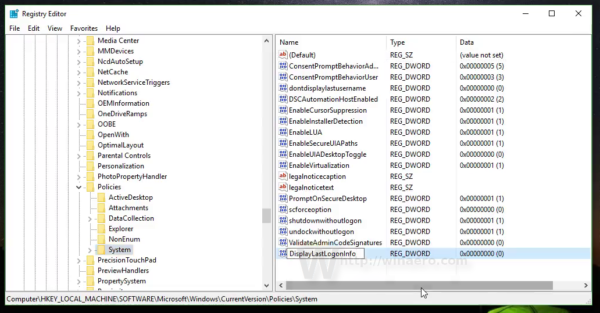 Registry Editor
File Edit View Favorites Help
Media Center
MMDevices
NcdAutoSetup
NetCache
NetworkServiceTriggers
Notifications
OEMInformation
OneDriveRamps
OOBE
OpenWith
OptimalLayout
Parental Controls
Personalization
PhotoPropertyHandler
Policies
ActiveDesktop
Attachments
DataCollection
Explorer
NonEnum
System
PrecisionTouchPad
PreviewHandlers
PropertySystem
Name Type Data
(Default) REG_SZ (value not set)
ConsentPromptBehaviorAd... REG_DWORD 0x00000005 (5)
ConsentPromptBehaviorUser REG_DWORD 0x00000003 (3)
dontdisplaylastusername REG_DWORD 0x00000000 (0)
DSCAutomationHostEnabled REG_DWORD 0x00000002 (2)
EnableCursorSuppression REG_DWORD 0x00000001 (1)
EnableInstallerDetection REG_DWORD 0x00000001 (1)
EnableLUA REG_DWORD 0x00000001 (1)
EnableSecureUIAPaths REG_DWORD 0x00000001 (1)
EnableUIADesktopToggle REG_DWORD 0x00000000 (0)
EnableVirtualization REG_DWORD 0x00000001 (1)
legalnoticecaption REG_SZ
legalnoticetext REG_SZ
PromptOnSecureDesktop REG_DWORD 0x00000001 (1)
scforceoption REG_DWORD 0x00000000 (0)
shutdownwithoutlogon REG_DWORD 0x00000001 (1)
undockwithoutlogon REG_DWORD 0x00000001 (1)
ValidateAdminCodeSignatures REG_DWORD 0x00000000 (0)
DisplayLastLogonInfo REG_DWORD 0x00000000 (0)
W http://winaero.com
Computer\HKEY_LOCAL_MACHINE\SOFTWARE\Microsoft\Windows\CurrentVersion\Policies\System